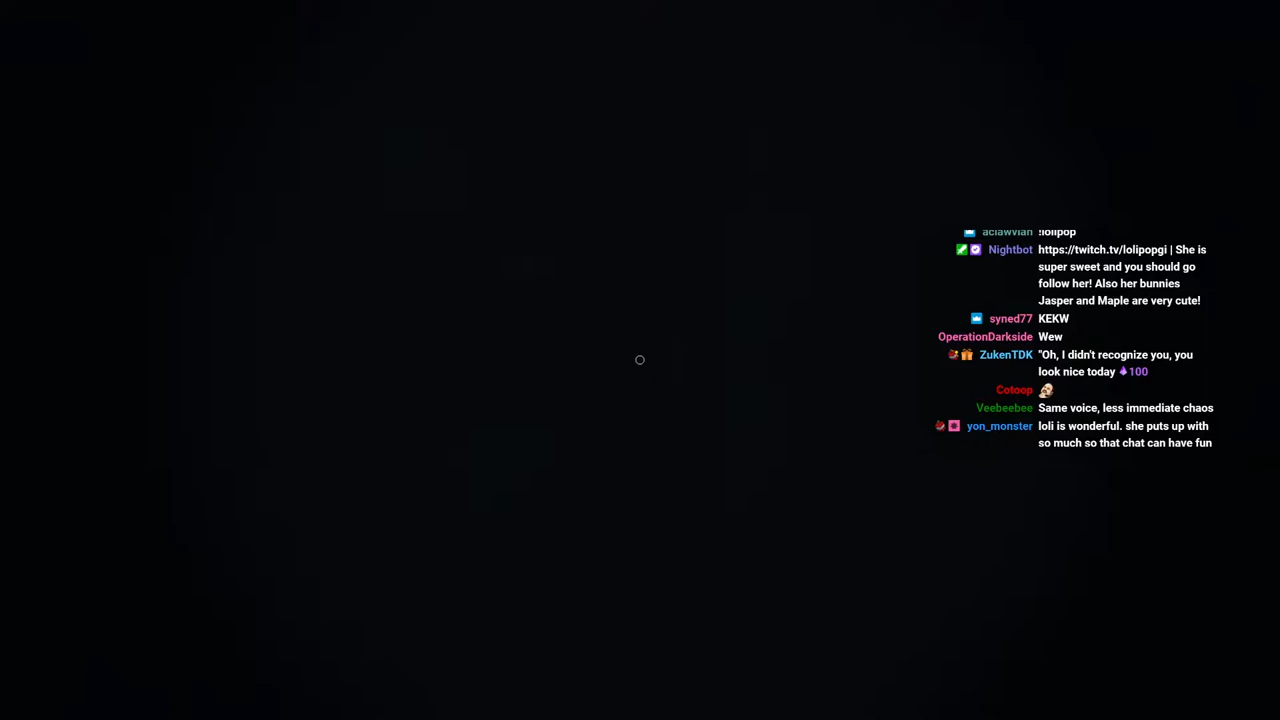 aclawvian !lolipop
Nightbot https://twitch.tv/lolipopgi | She is
super sweet and you should go
follow her! Also her bunnies
Jasper and Maple are very cute!
syned77 KEKW
OperationDarkside Wew
ZukenTDK "Oh, I didn't recognize you, you
look nice today 100
Cotoop
Veebeebee Same voice, less immediate chaos
yon_monster loli is wonderful. she puts up with
so much so that chat can have fun